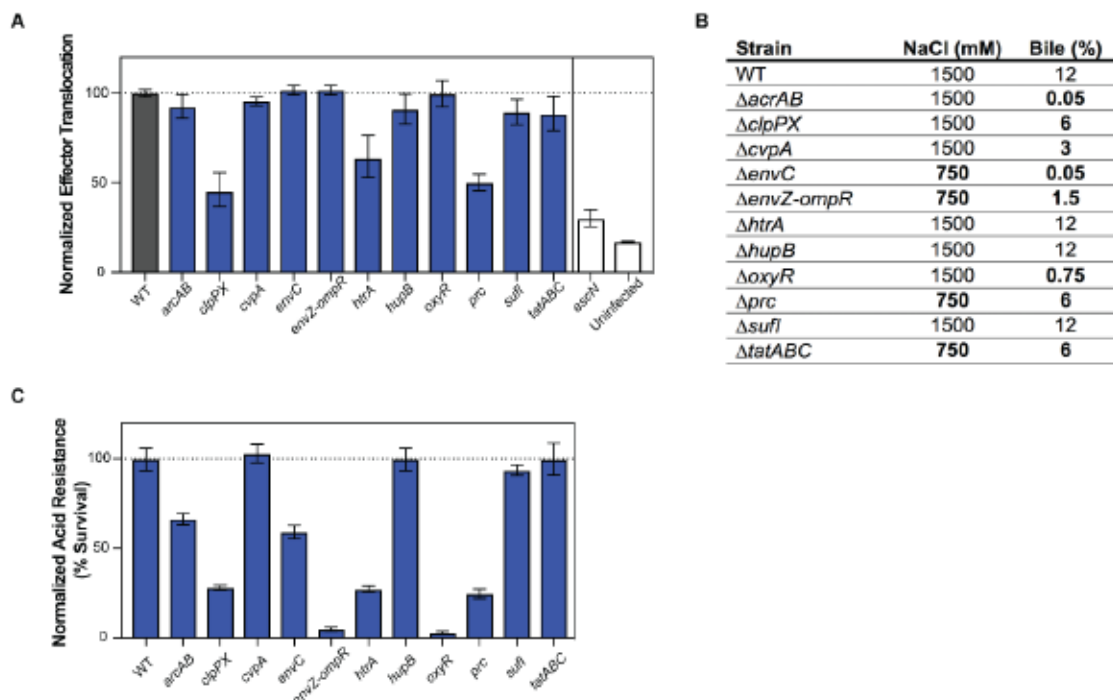 A
Normalized Effector Translocation
100
50
0
WT
arcAB
clpPX
cvpA
envC
envZ-ompR
htrA
hupB
oxyR
prc
sufI
tatABC
escN
Uninfected
B
Strain NaCl (mM) Bile (%)
WT 1500 12
ΔacrAB 1500 0.05
ΔclpPX 1500 6
ΔcvpA 1500 3
ΔenvC 750 0.05
ΔenvZ-ompR 750 1.5
ΔhtrA 1500 12
ΔhupB 1500 12
ΔoxyR 1500 0.75
Δprc 750 6
ΔsufI 1500 12
ΔtatABC 750 6
C
Normalized Acid Resistance
(% Survival)
100
50
0
WT
arcAB
clpPX
cvpA
envC
envZ-ompR
htrA
hupB
oxyR
prc
sufI
tatABC